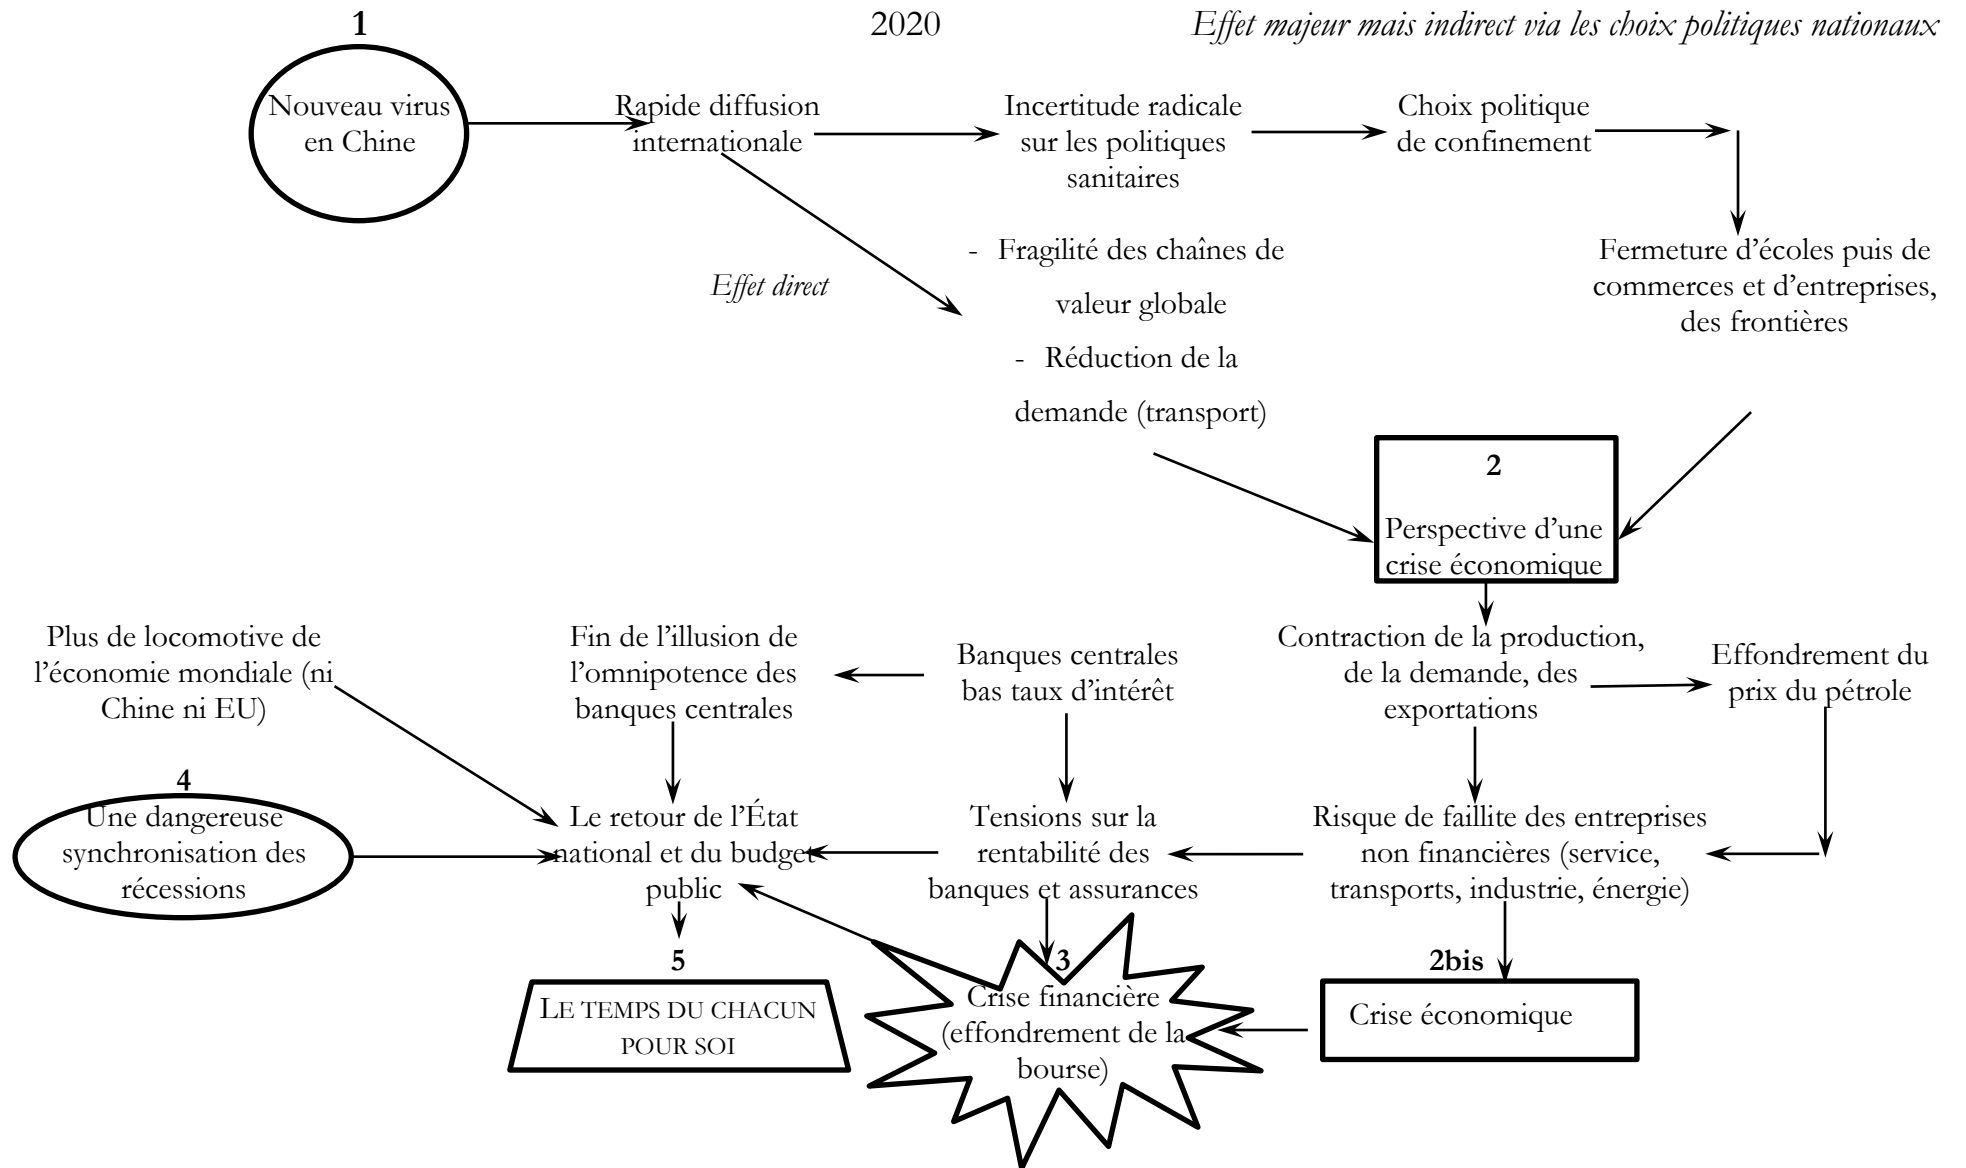 1
2020
Effet majeur mais indirect via les choix politiques nationaux
Nouveau virus
en Chine
Rapide diffusion
internationale
Incertitude radicale
sur les politiques
sanitaires
Choix politique
de confinement
Effet direct
- Fragilité des chaînes de
valeur globale
- Réduction de la
demande (transport)
Fermeture d’écoles puis de
commerces et d’entreprises,
des frontières
2
Perspective d’une
crise économique
Plus de locomotive de
l’économie mondiale (ni
Chine ni EU)
Fin de l’illusion de
l’omnipotence des
banques centrales
Banques centrales
bas taux d’intérêt
Contraction de la production,
de la demande, des
exportations
Effondrement du
prix du pétrole
4
Une dangereuse
synchronisation des
récessions
Le retour de l’État
national et du budget
public
Tensions sur la
rentabilité des
banques et assurances
Risque de faillite des entreprises
non financières (service,
transports, industrie, énergie)
5
LE TEMPS DU CHACUN
POUR SOI
3
Crise financière
(effondrement de la
bourse)
2bis
Crise économique